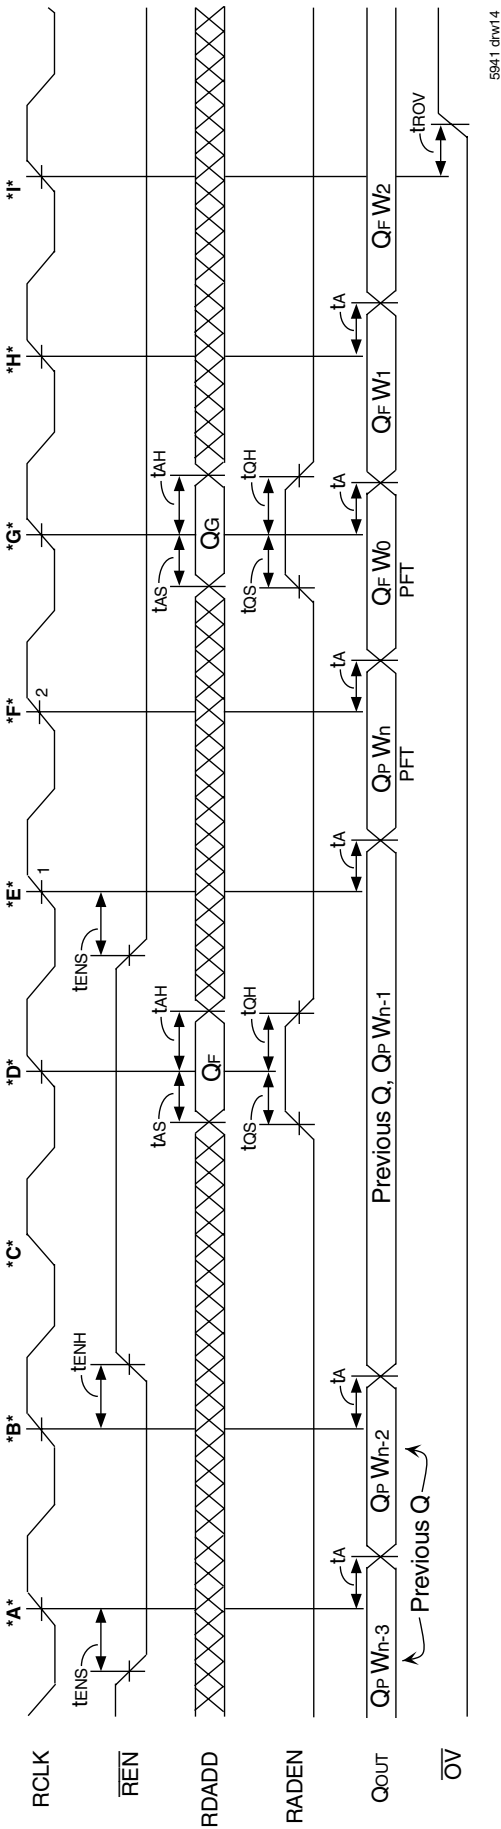 *A* *B* *C* *D* *E* *F* *G* *H* *I*
RCLK 1 2
tENS tENH tENS
REN
tAS tAH tAS tAH
RDADD QF QG
tQS tQH tQS tQH
RADEN
tA tA tA tA tA tA tA
QOUT QP Wn-3 QP Wn-2 Previous Q, QP Wn-1 QP Wn QF W0 QF W1 QF W2
PFT PFT
Previous Q tROV
OV
5941 drw14